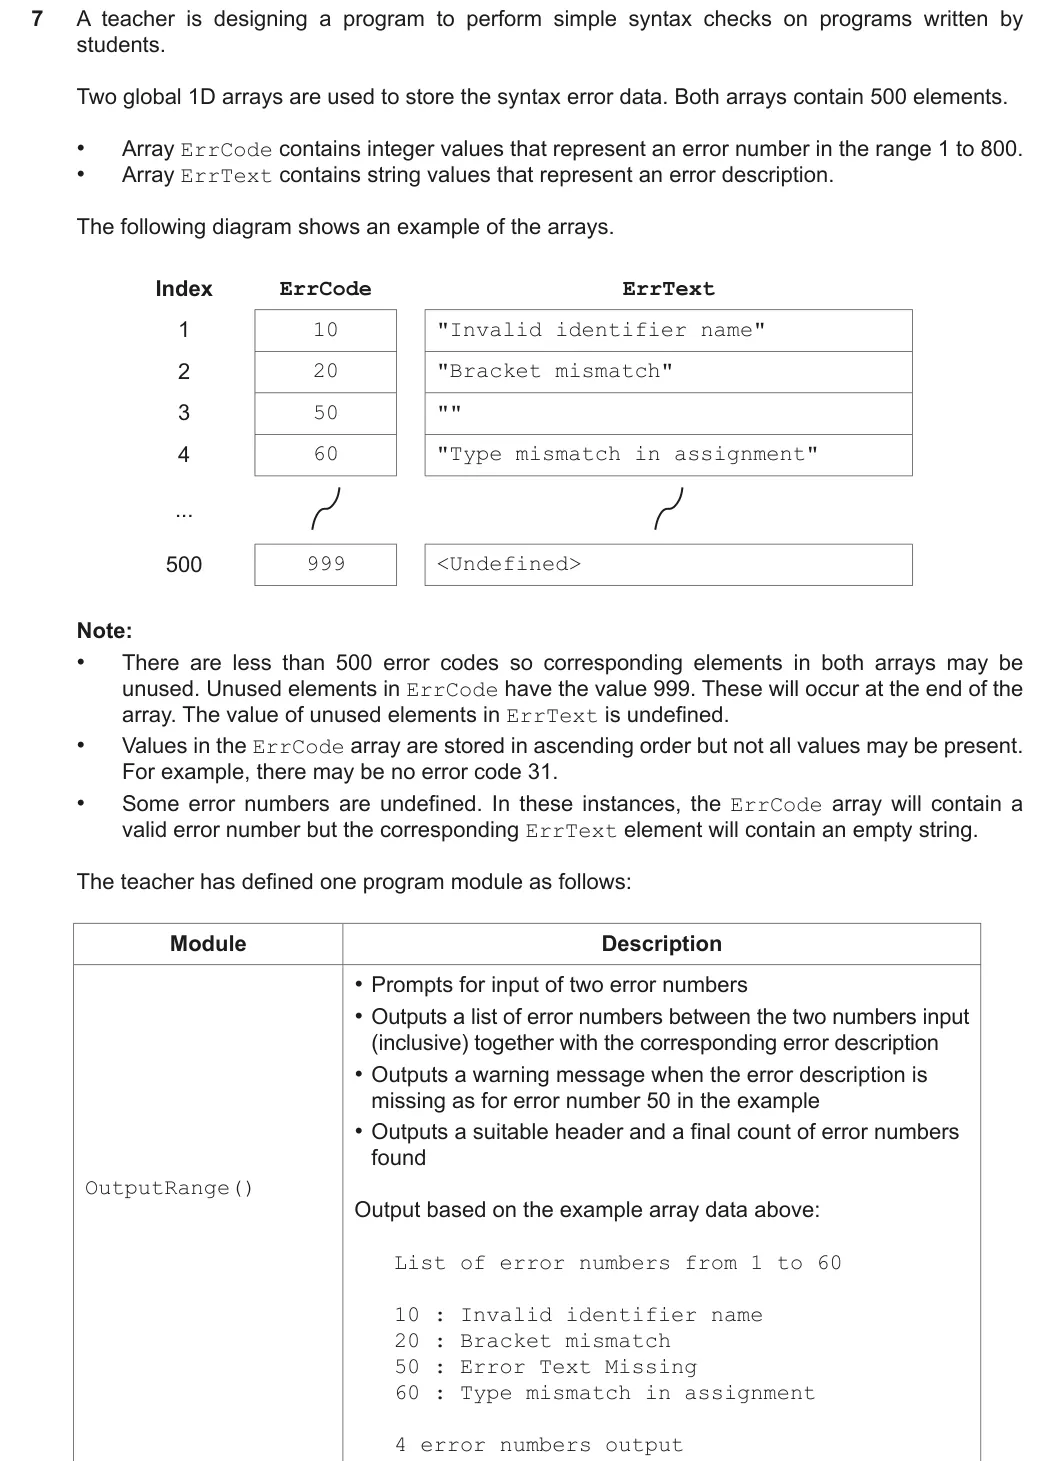 7 A teacher is designing a program to perform simple syntax checks on programs written by
students.
Two global 1D arrays are used to store the syntax error data. Both arrays contain 500 elements.
• Array ErrCode contains integer values that represent an error number in the range 1 to 800.
• Array ErrText contains string values that represent an error description.
The following diagram shows an example of the arrays.
Index ErrCode ErrText
1 10 "Invalid identifier name"
2 20 "Bracket mismatch"
3 50 ""
4 60 "Type mismatch in assignment"
...
500 999 <Undefined>
Note:
• There are less than 500 error codes so corresponding elements in both arrays may be
unused. Unused elements in ErrCode have the value 999. These will occur at the end of the
array. The value of unused elements in ErrText is undefined.
• Values in the ErrCode array are stored in ascending order but not all values may be present.
For example, there may be no error code 31.
• Some error numbers are undefined. In these instances, the ErrCode array will contain a
valid error number but the corresponding ErrText element will contain an empty string.
The teacher has defined one program module as follows:
Module Description
• Prompts for input of two error numbers
• Outputs a list of error numbers between the two numbers input
(inclusive) together with the corresponding error description
• Outputs a warning message when the error description is
missing as for error number 50 in the example
• Outputs a suitable header and a final count of error numbers
found
OutputRange()
Output based on the example array data above:
List of error numbers from 1 to 60
10 : Invalid identifier name
20 : Bracket mismatch
50 : Error Text Missing
60 : Type mismatch in assignment
4 error numbers output